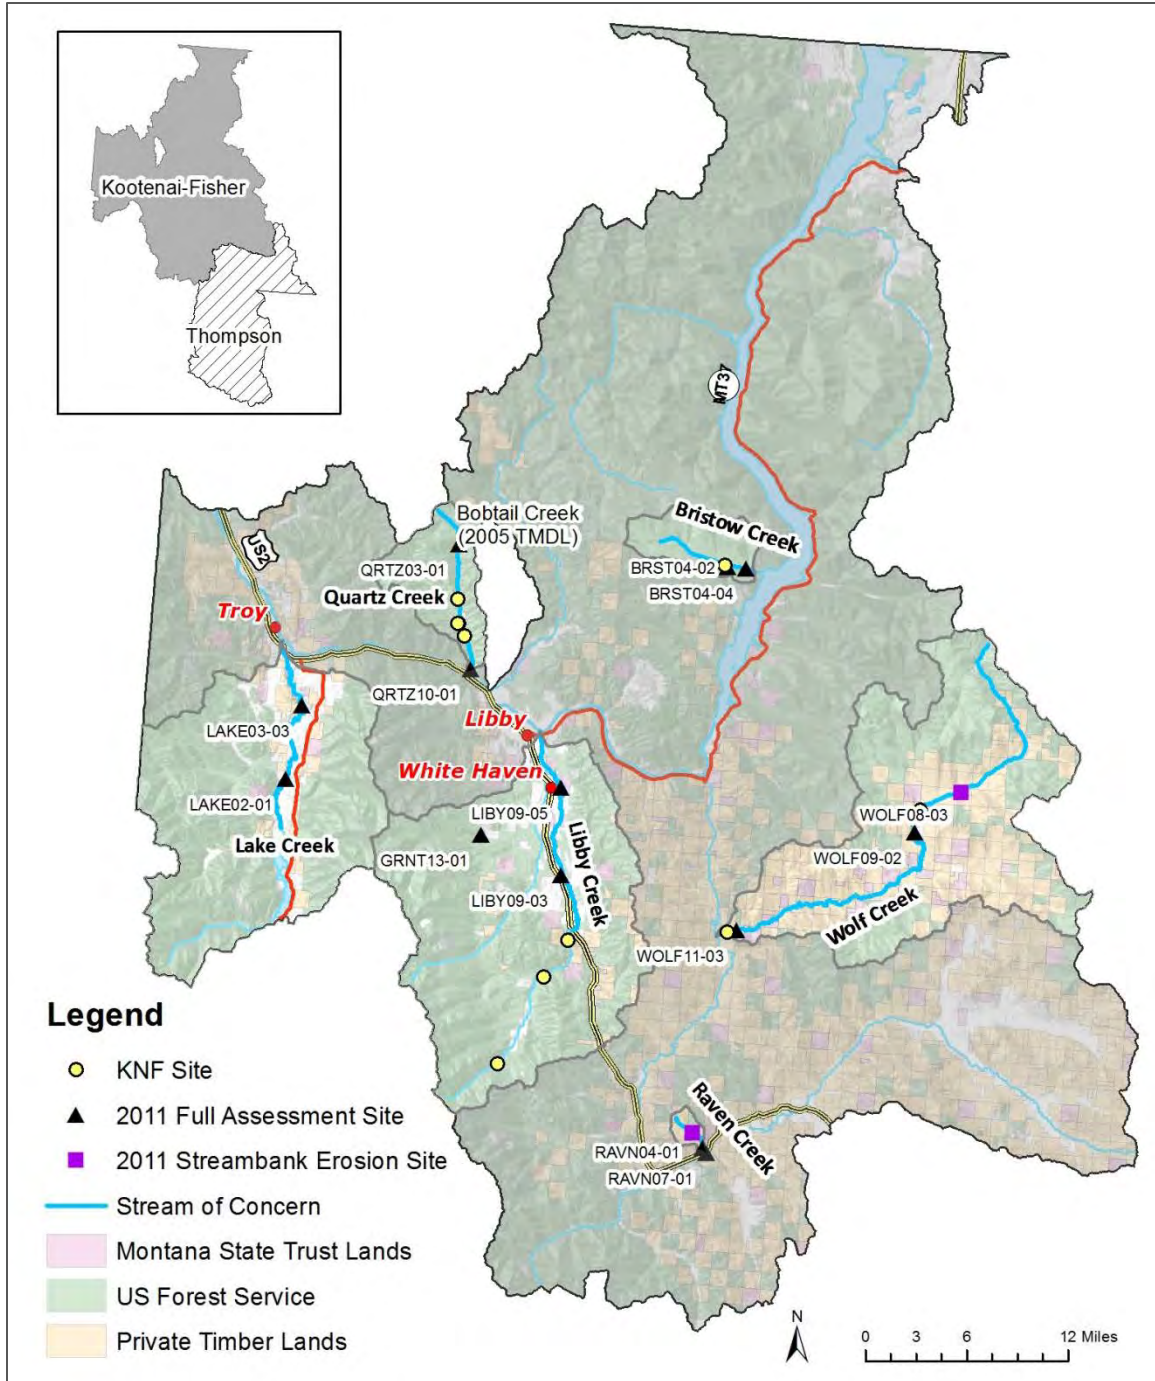 Kootenai-Fisher
Thompson
MT37
Bobtail Creek
(2005 TMDL)
Bristow Creek
US2
QRTZ03-01
BRST04-02
Quartz Creek
BRST04-04
Troy
QRTZ10-01
Libby
LAKE03-03
White Haven
LAKE02-01
LIBY09-05
WOLF08-03
Lake Creek
GRNT13-01
Libby Creek
WOLF09-02
LIBY09-03
Wolf Creek
WOLF11-03
Legend
KNF Site
2011 Full Assessment Site
2011 Streambank Erosion Site
Stream of Concern
Montana State Trust Lands
US Forest Service
Private Timber Lands
Raven Creek
RAVN04-01
RAVN07-01
N
0 3 6 12 Miles